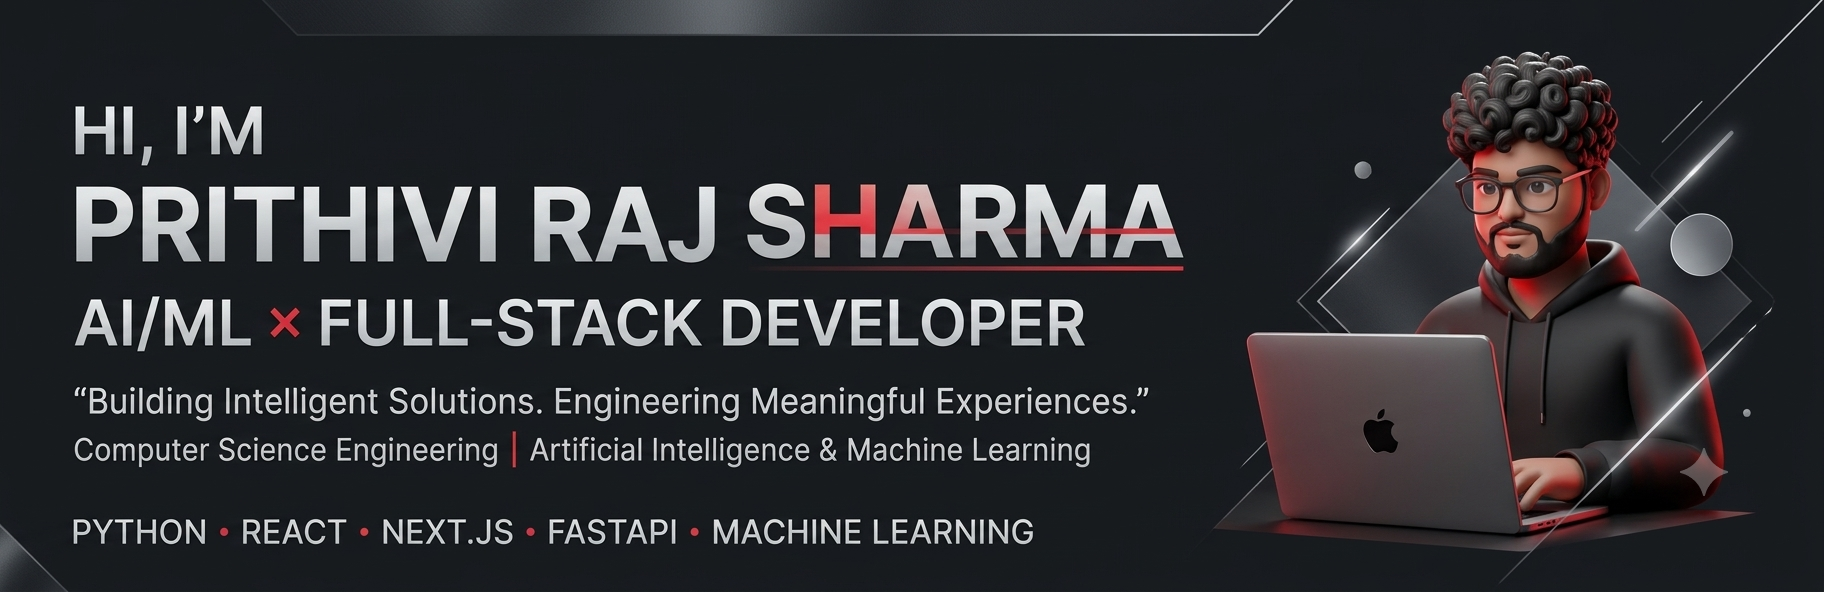 HI, I’M
PRITHIVI RAJ SHARMA
AI/ML × FULL-STACK DEVELOPER
“Building Intelligent Solutions. Engineering Meaningful Experiences.”
Computer Science Engineering | Artificial Intelligence & Machine Learning
PYTHON • REACT • NEXT.JS • FASTAPI • MACHINE LEARNING